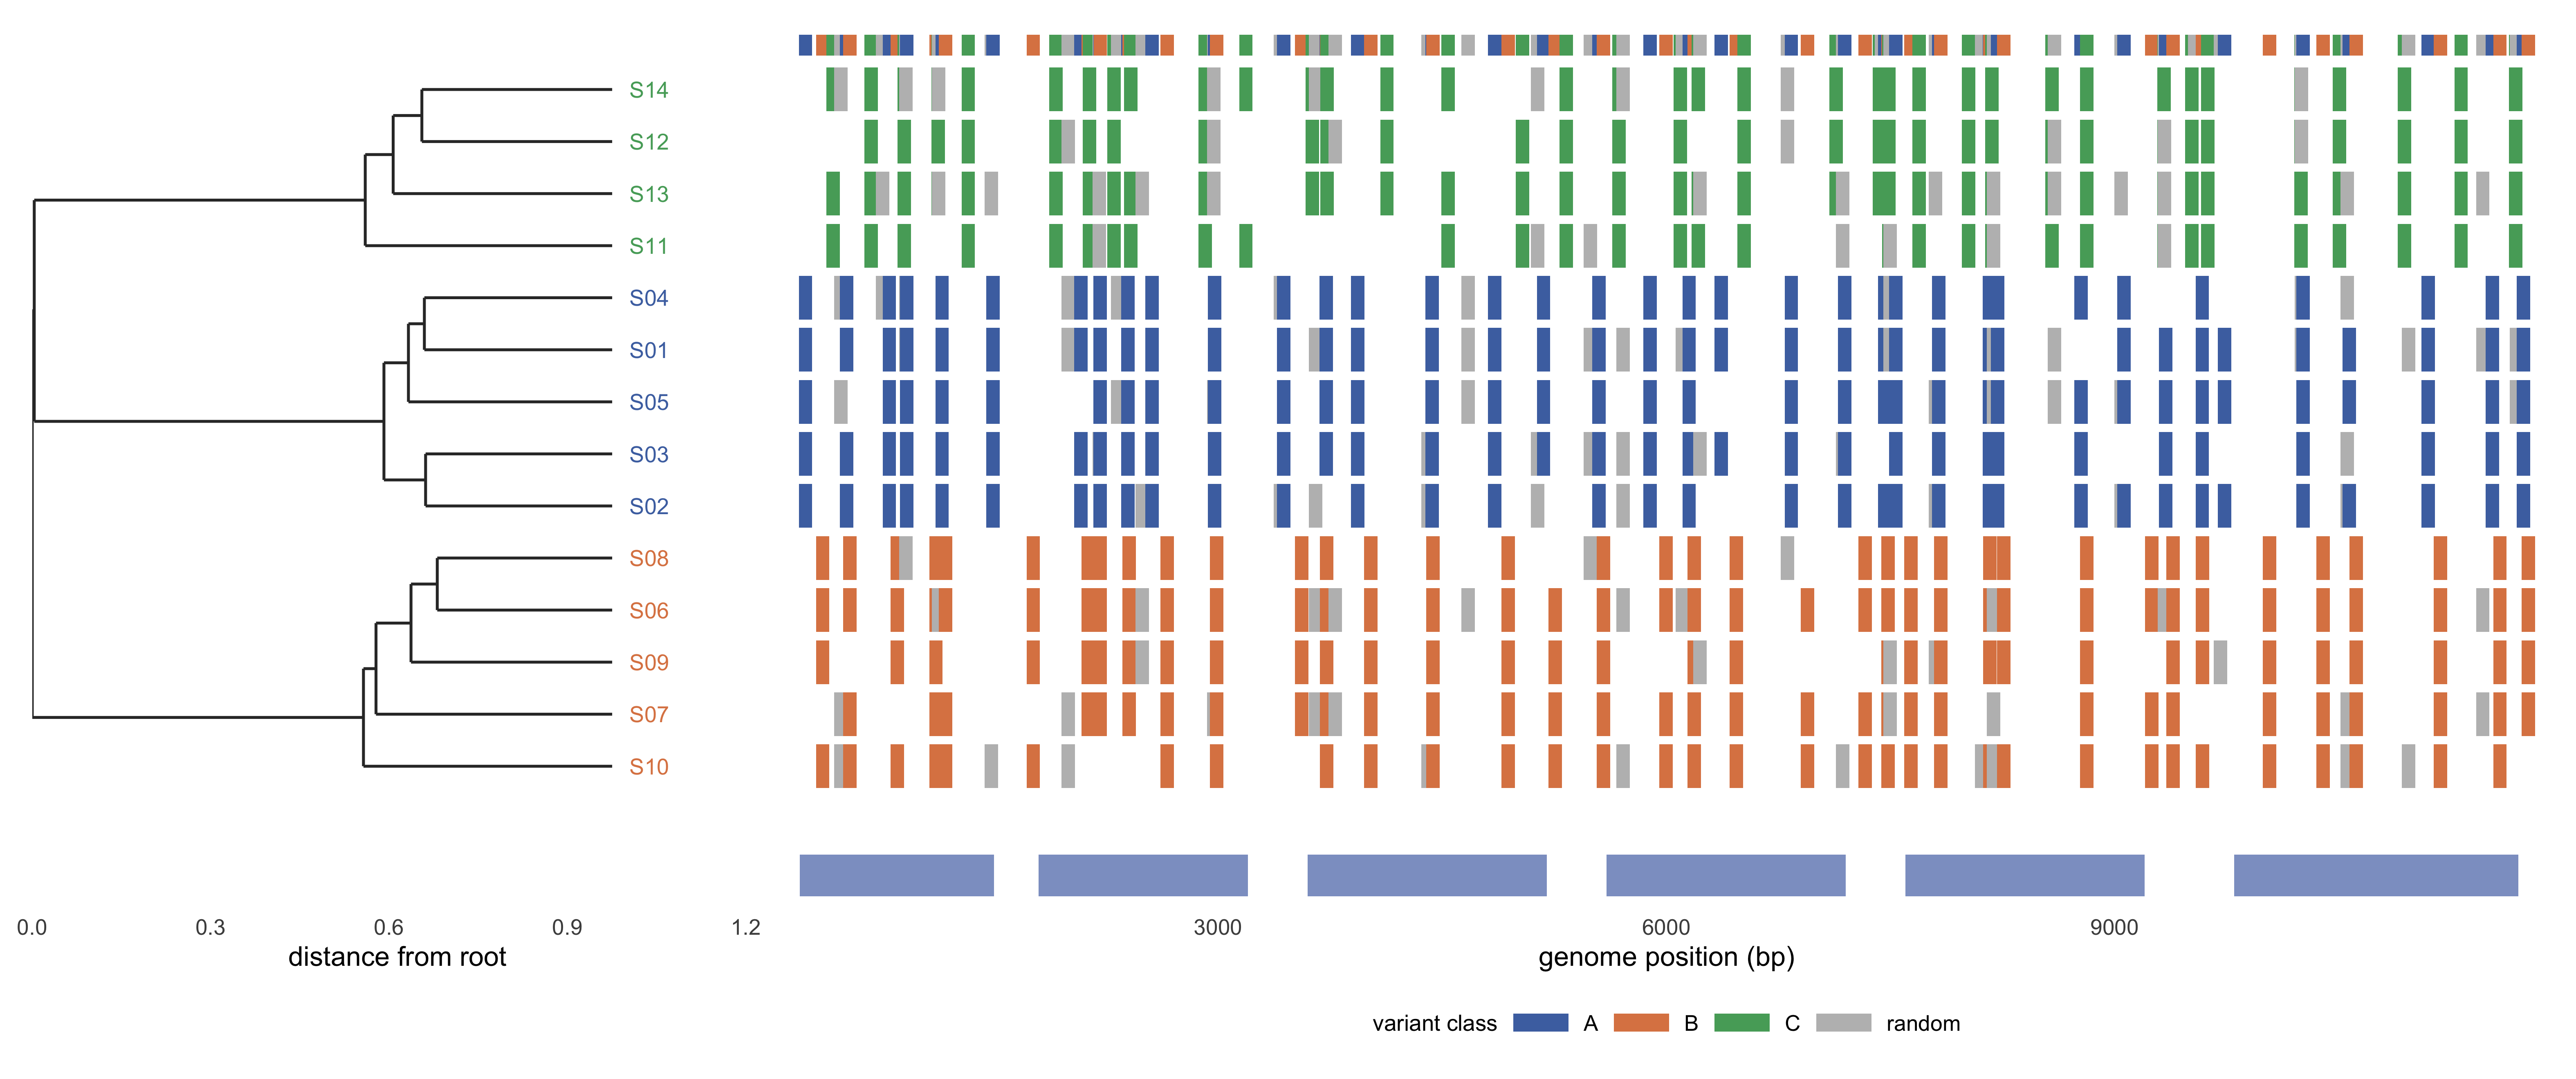 S14
S12
S13
S11
S04
S01
S05
S03
S02
S08
S06
S09
S07
S10
0.0 0.3 0.6 0.9 1.2 3000 6000 9000
distance from root genome position (bp)
variant class A B C random